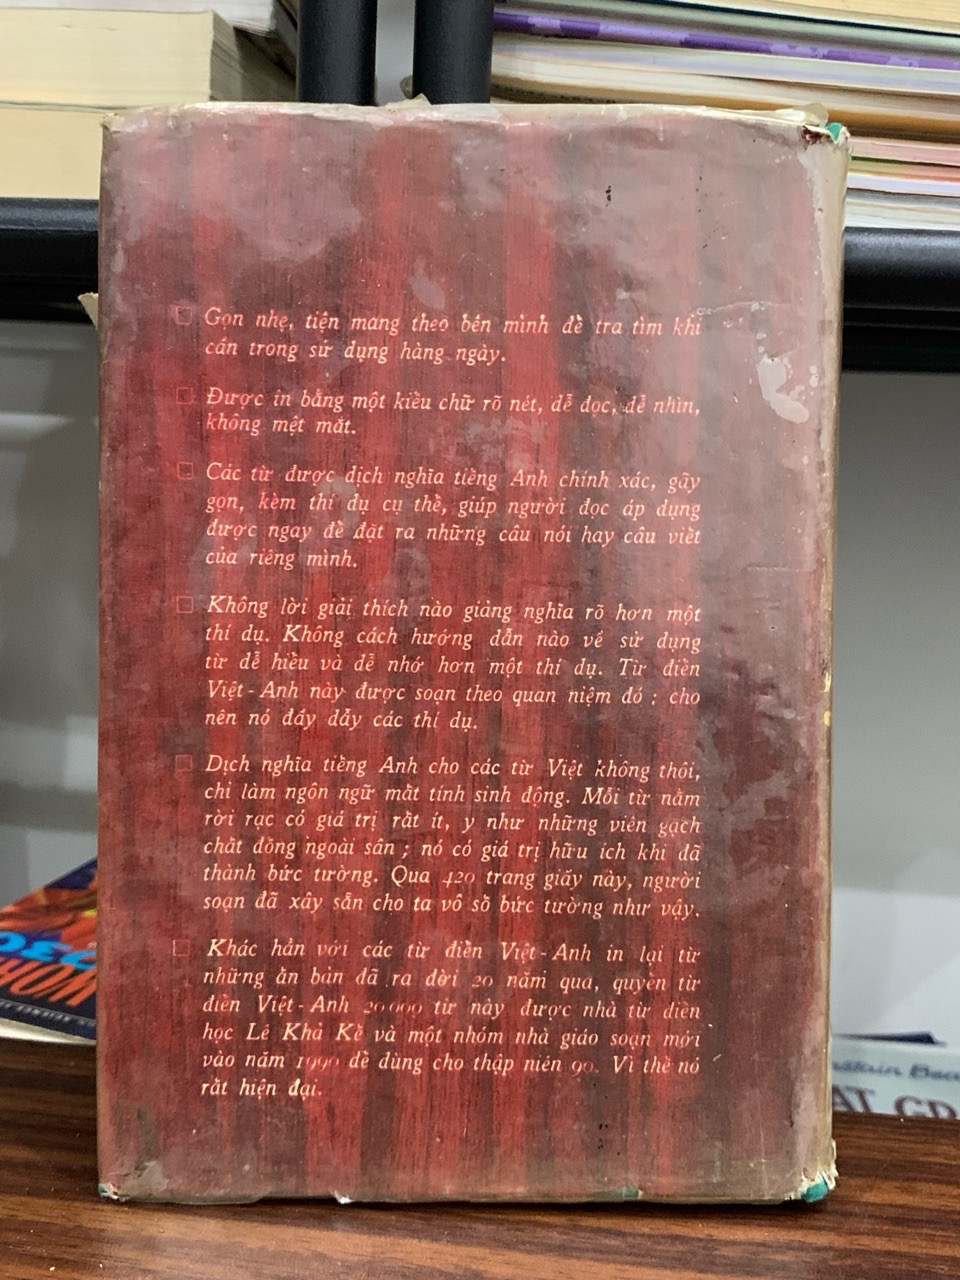 Gọn nhẹ, tiện mang theo bên mình để tra tìm khi
cần trong sử dụng hàng ngày.
Được in bằng một kiểu chữ rõ nét, dễ đọc, dễ nhìn,
không mệt mắt.
Các từ được dịch nghĩa tiếng Anh chính xác, gãy
gọn, kèm thí dụ cụ thể, giúp người đọc áp dụng
được ngay để đặt ra những câu nói hay câu viết
của riêng mình.
Không lời giải thích nào giảng nghĩa rõ hơn một
thí dụ. Không cách hướng dẫn nào về sử dụng
từ dễ hiểu và dễ nhớ hơn một thí dụ. Từ điển
Việt-Anh này được soạn theo quan niệm đó ; cho
nên nó đầy dẫy các thí dụ.
Dịch nghĩa tiếng Anh cho các từ Việt không thôi,
chỉ làm ngôn ngữ mất tính sinh động. Mỗi từ nằm
rời rạc có giá trị rất ít, y như những viên gạch
chất đống ngoài sân ; nó có giá trị hữu ích khi đã
thành bức tường. Qua 420 trang giấy này, người
soạn đã xây sẵn cho ta vô số bức tường như vậy.
Khác hẳn với các từ điển Việt-Anh in lại từ
những ấn bản đã ra đời 20 năm qua, quyển từ
điển Việt-Anh 20000 từ này được nhà từ điển
học Lê Khả Kế và một nhóm nhà giáo soạn mới
vào năm 1990 để dùng cho thập niên 90. Vì thế nó
rất hiện đại.
WOR